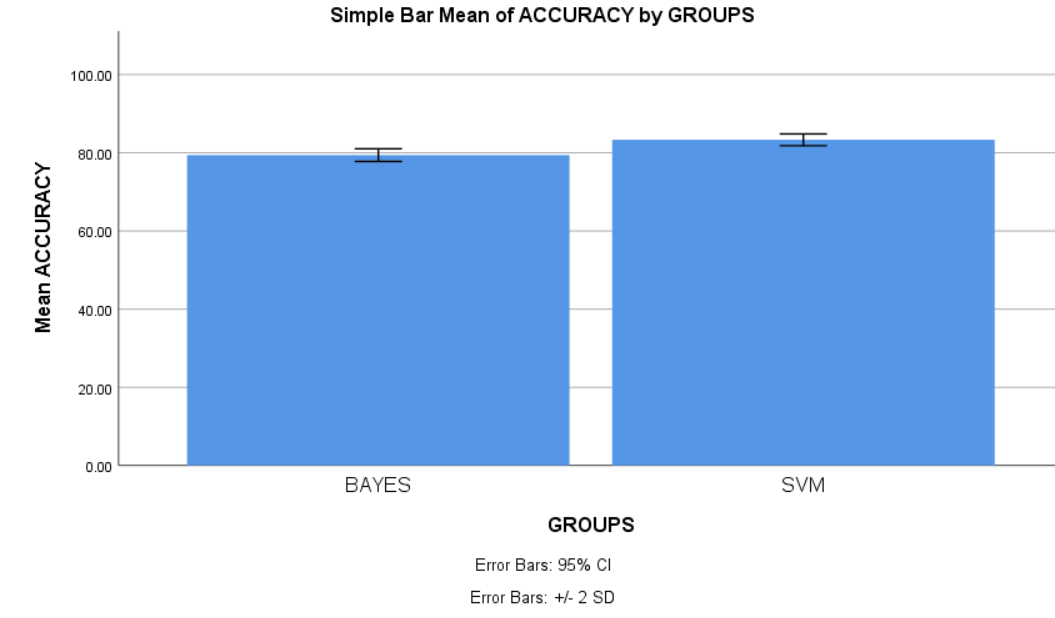 Simple Bar Mean of ACCURACY by GROUPS
Mean ACCURACY
100.00
80.00
60.00
40.00
20.00
0.00
BAYES SVM
GROUPS
Error Bars: 95% CI
Error Bars: +/- 2 SD